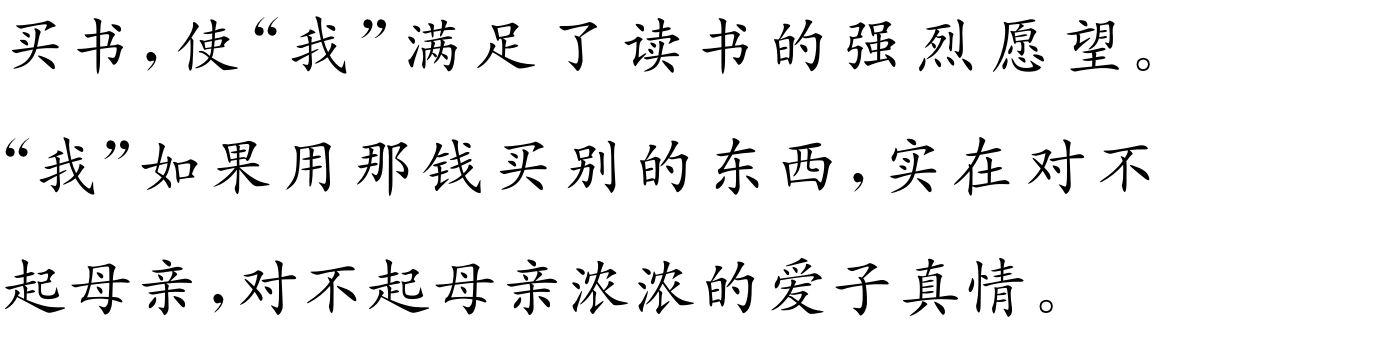 买书,使“我”满足了读书的强烈愿望。
“我”如果用那钱买别的东西,实在对不
起母亲,对不起母亲浓浓的爱子真情。